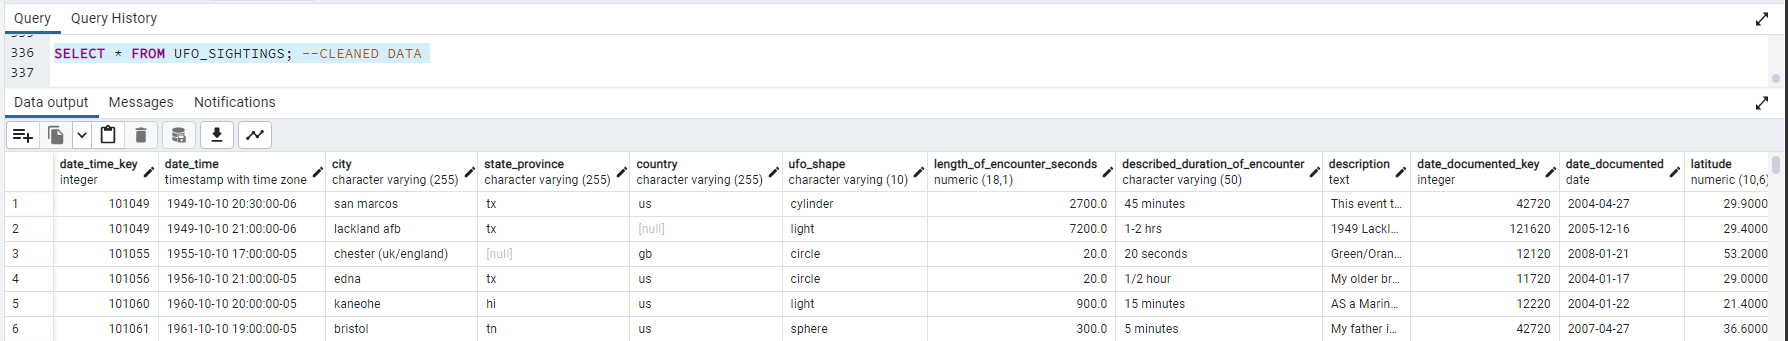 Query Query History
336 SELECT * FROM UFO_SIGHTINGS; --CLEANED DATA
337
Data output Messages Notifications
date_time_key date_time city state_province country ufo_shape length_of_encounter_seconds described_duration_of_encounter description date_documented_key date_documented latitude
integer timestamp with time zone character varying (255) character varying (255) character varying (255) character varying (10) numeric (18,1) character varying (50) text integer date numeric (10,6)
1 101049 1949-10-10 20:30:00-06 san marcos tx us cylinder 2700.0 45 minutes This event t... 42720 2004-04-27 29.9000
2 101049 1949-10-10 21:00:00-06 lackland afb tx [null] light 7200.0 1-2 hrs 1949 Lackl... 121620 2005-12-16 29.4000
3 101055 1955-10-10 17:00:00-05 chester (uk/england) [null] gb circle 20.0 20 seconds Green/Oran... 12120 2008-01-21 53.2000
4 101056 1956-10-10 21:00:00-05 edna tx us circle 20.0 1/2 hour My older br... 11720 2004-01-17 29.0000
5 101060 1960-10-10 20:00:00-05 kaneohe hi us light 900.0 15 minutes AS a Marin... 12220 2004-01-22 21.4000
6 101061 1961-10-10 19:00:00-05 bristol tn us sphere 300.0 5 minutes My father i... 42720 2007-04-27 36.6000